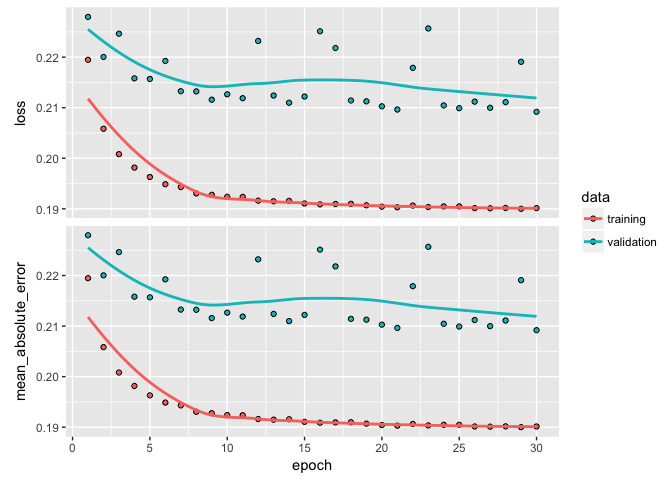 loss
0.22
0.21
0.20
0.19
mean_absolute_error
0.22
0.21
0.20
0.19
0
5
10
15
20
25
30
epoch
data
training
validation